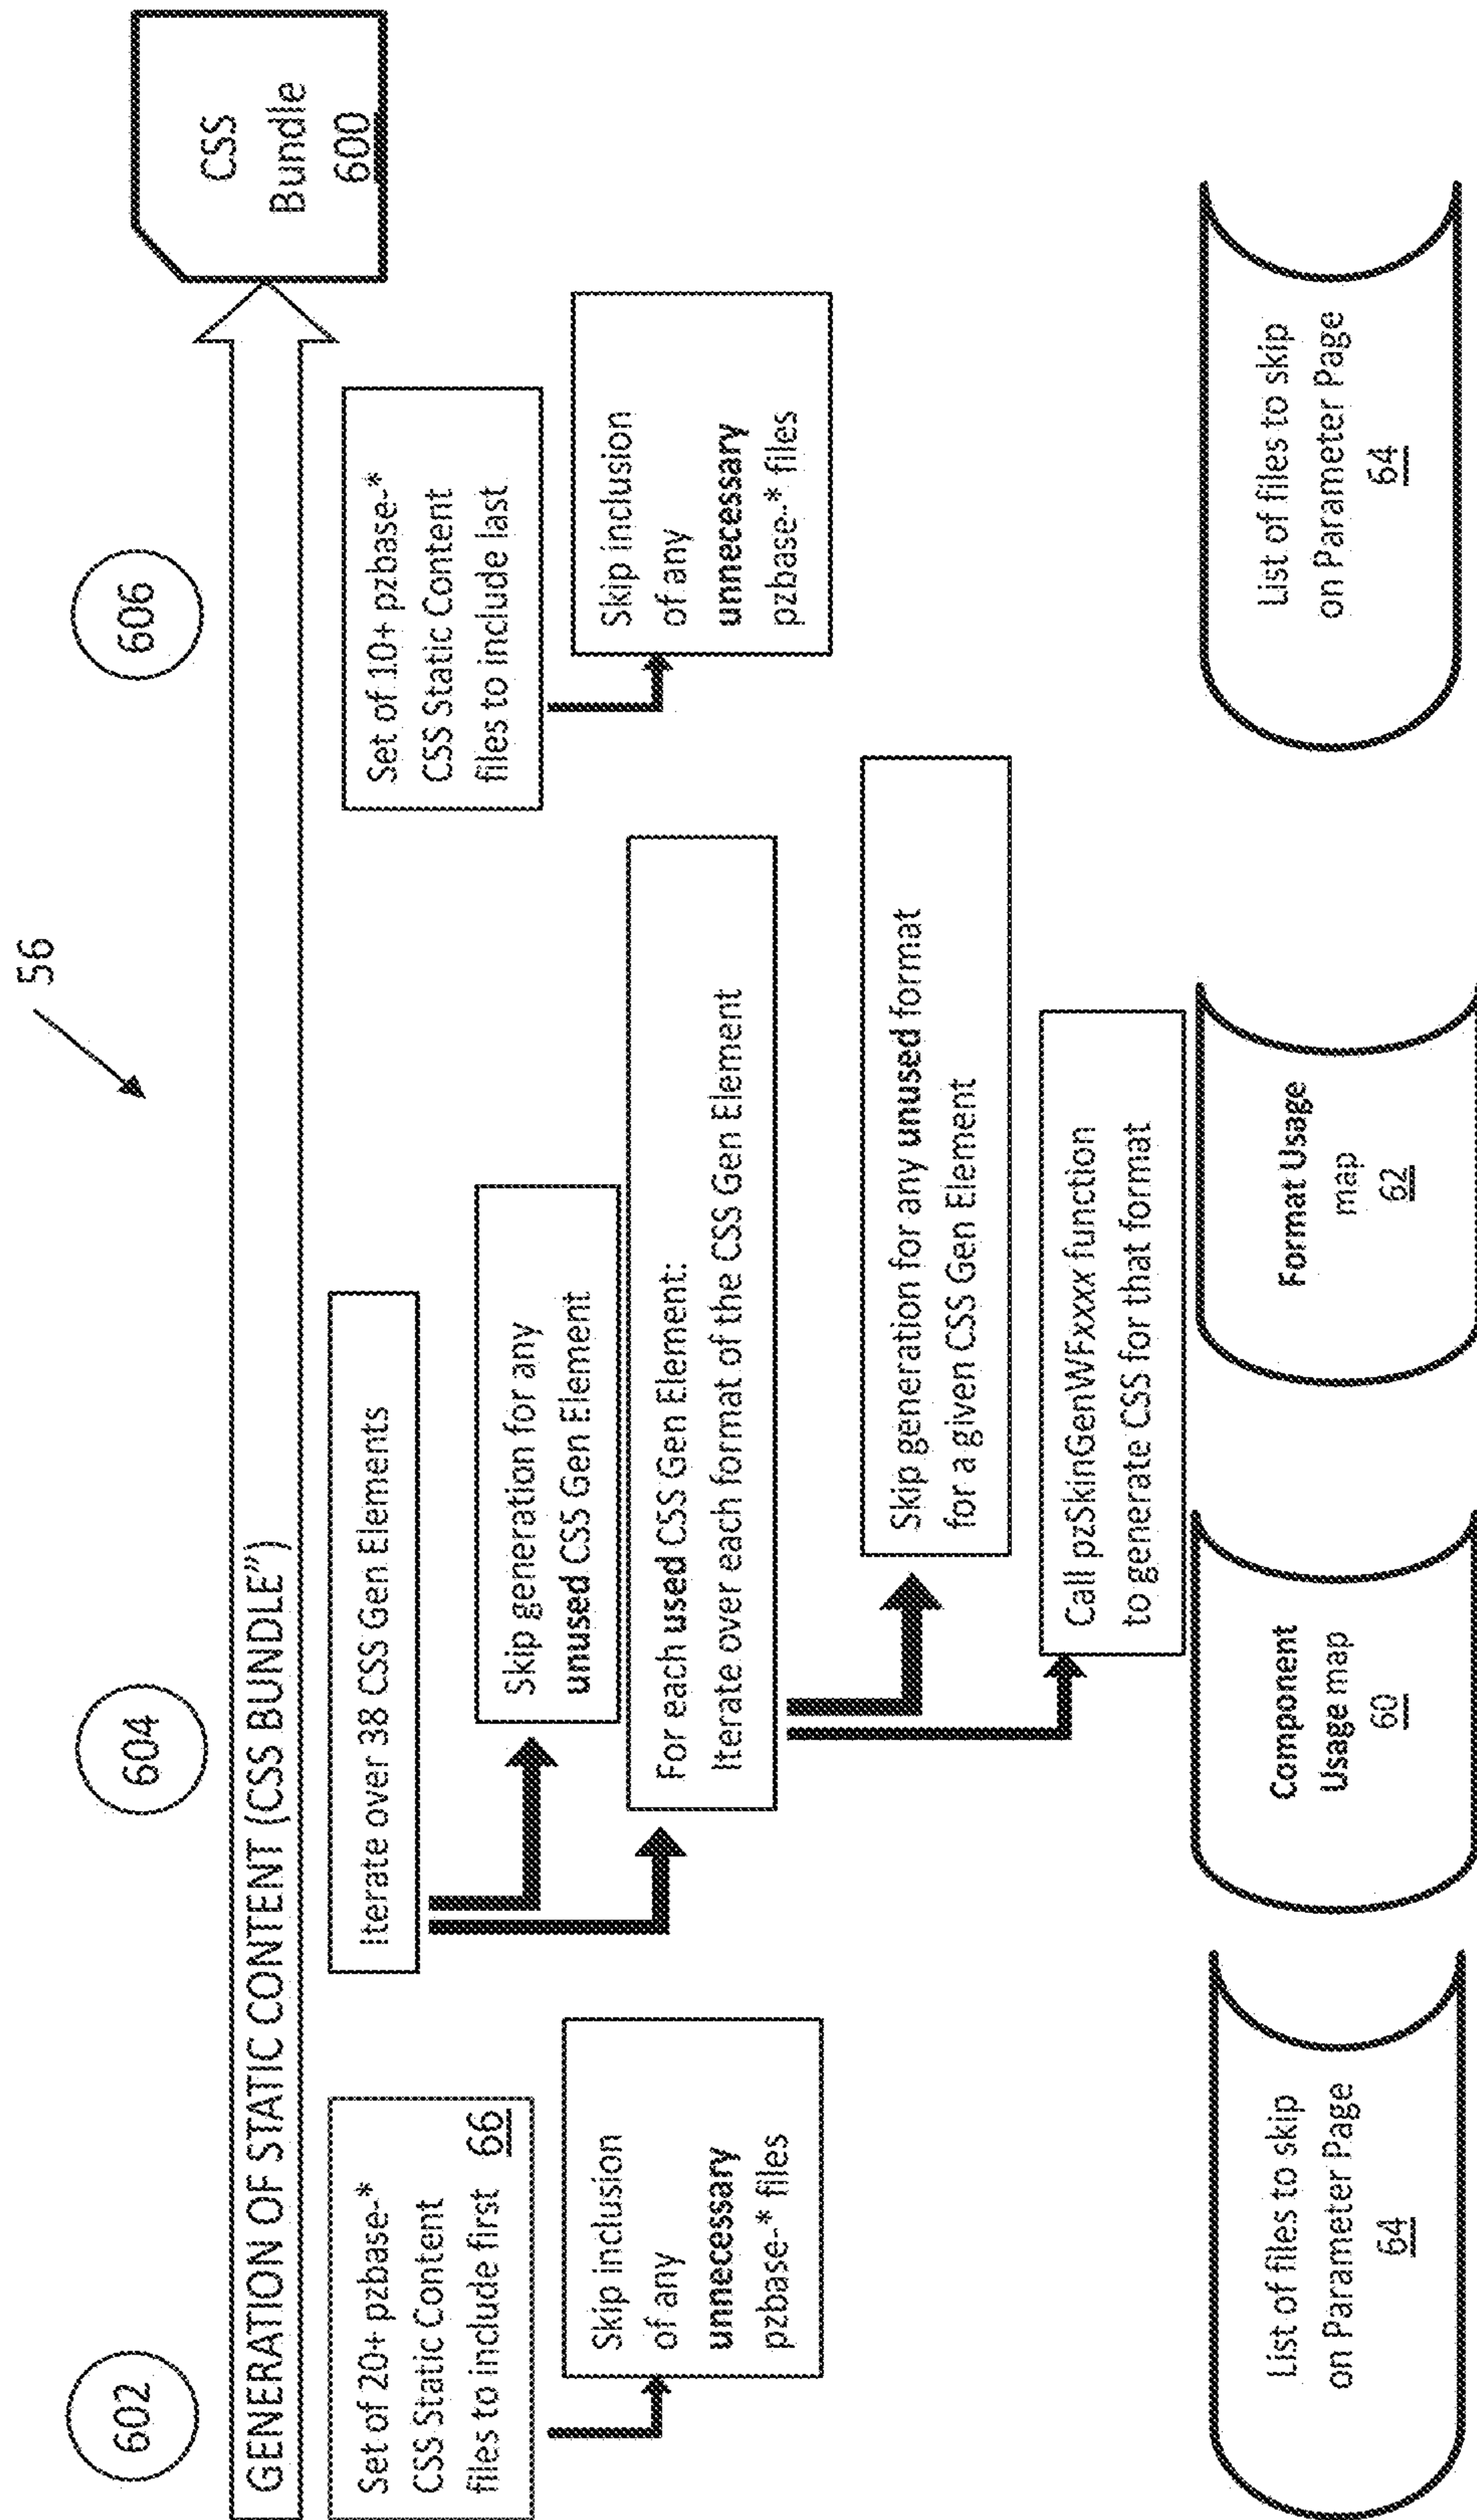 56
602
604
606
GENERATION OF STATIC CONTENT (CSS BUNDLE")
CSS
Bundle
600
Set of 20+ pzbase-*
CSS Static Content
files to include first 66
Skip inclusion
of any
unnecessary
pzbase-* files
Iterate over 38 CSS Gen Elements
Skip generation for any
unused CSS Gen Element
For each used CSS Gen Element:
Iterate over each format of the CSS Gen Element
Skip generation for any unused format
for a given CSS Gen Element
Call pzSkinGenWFxxxx function
to generate CSS for that format
Set of 10+ pzbase-*
CSS Static Content
files to include last
Skip inclusion
of any
unnecessary
pzbase-* files
List of files to skip
on Parameter Page
64
Component
Usage map
60
Format Usage
map
62
List of files to skip
on Parameter Page
64